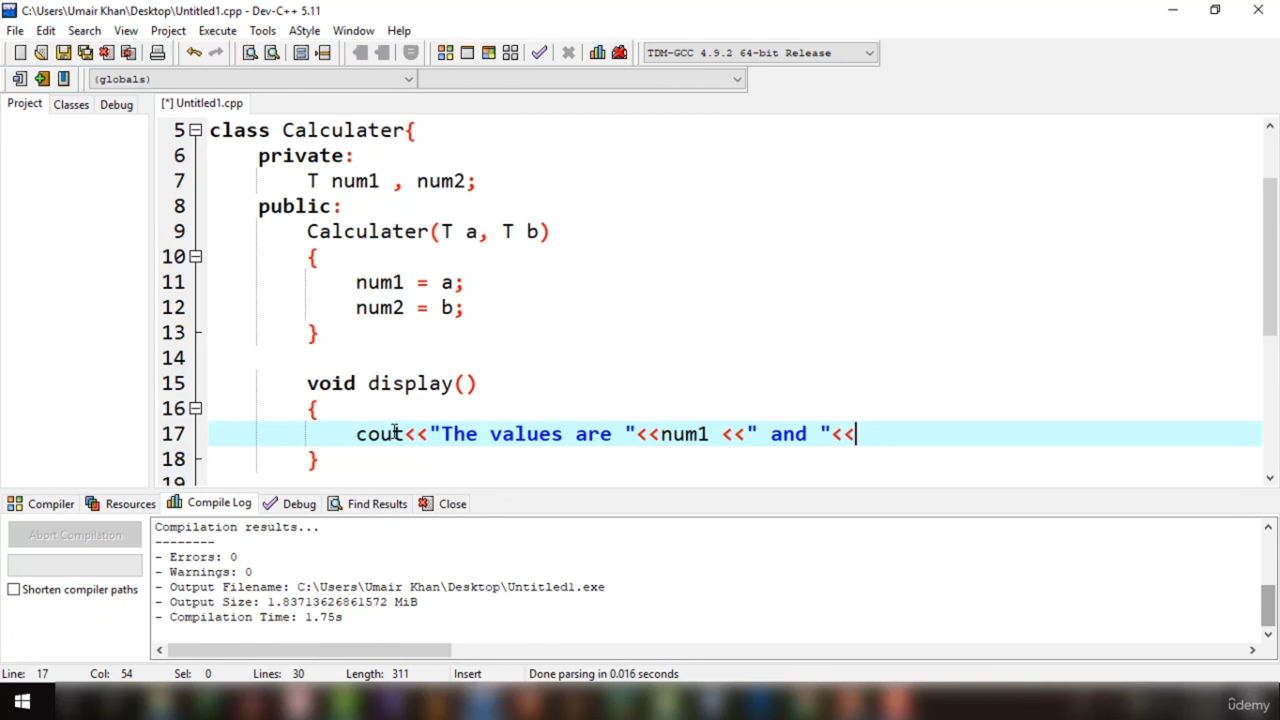 C:\Users\Umair Khan\Desktop\Untitled1.cpp - Dev-C++ 5.11
File Edit Search View Project Execute Tools AStyle Window Help
TDM-GCC 4.9.2 64-bit Release
(globals)
Project Classes Debug [*] Untitled1.cpp
5 class Calculater{
6 private:
7 T num1 , num2;
8 public:
9 Calculater(T a, T b)
10 {
11 num1 = a;
12 num2 = b;
13 }
14
15 void display()
16 {
17 cout<<"The values are "<<num1 <<" and "<<
18 }
19
Compiler Resources Compile Log Debug Find Results Close
Abort Compilation
Shorten compiler paths
Compilation results...
--------
- Errors: 0
- Warnings: 0
- Output Filename: C:\Users\Umair Khan\Desktop\Untitled1.exe
- Output Size: 1.83713626861572 MiB
- Compilation Time: 1.75s
Line: 17 Col: 54 Sel: 0 Lines: 30 Length: 311 Insert Done parsing in 0.016 seconds
ûdemy